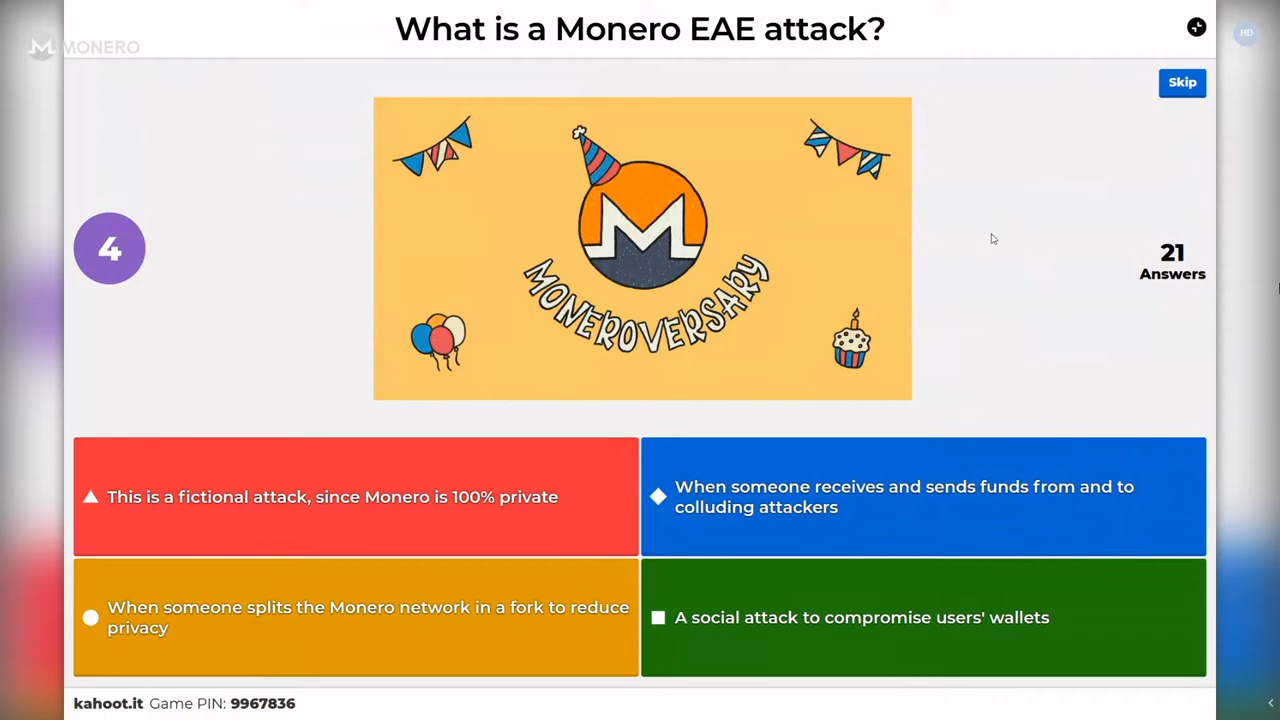 What is a Monero EAE attack?
MONERO
HD
Skip
4
21
Answers
MONEROVERSARY
This is a fictional attack, since Monero is 100% private
When someone receives and sends funds from and to
colluding attackers
When someone splits the Monero network in a fork to reduce
privacy
A social attack to compromise users' wallets
kahoot.it Game PIN: 9967836